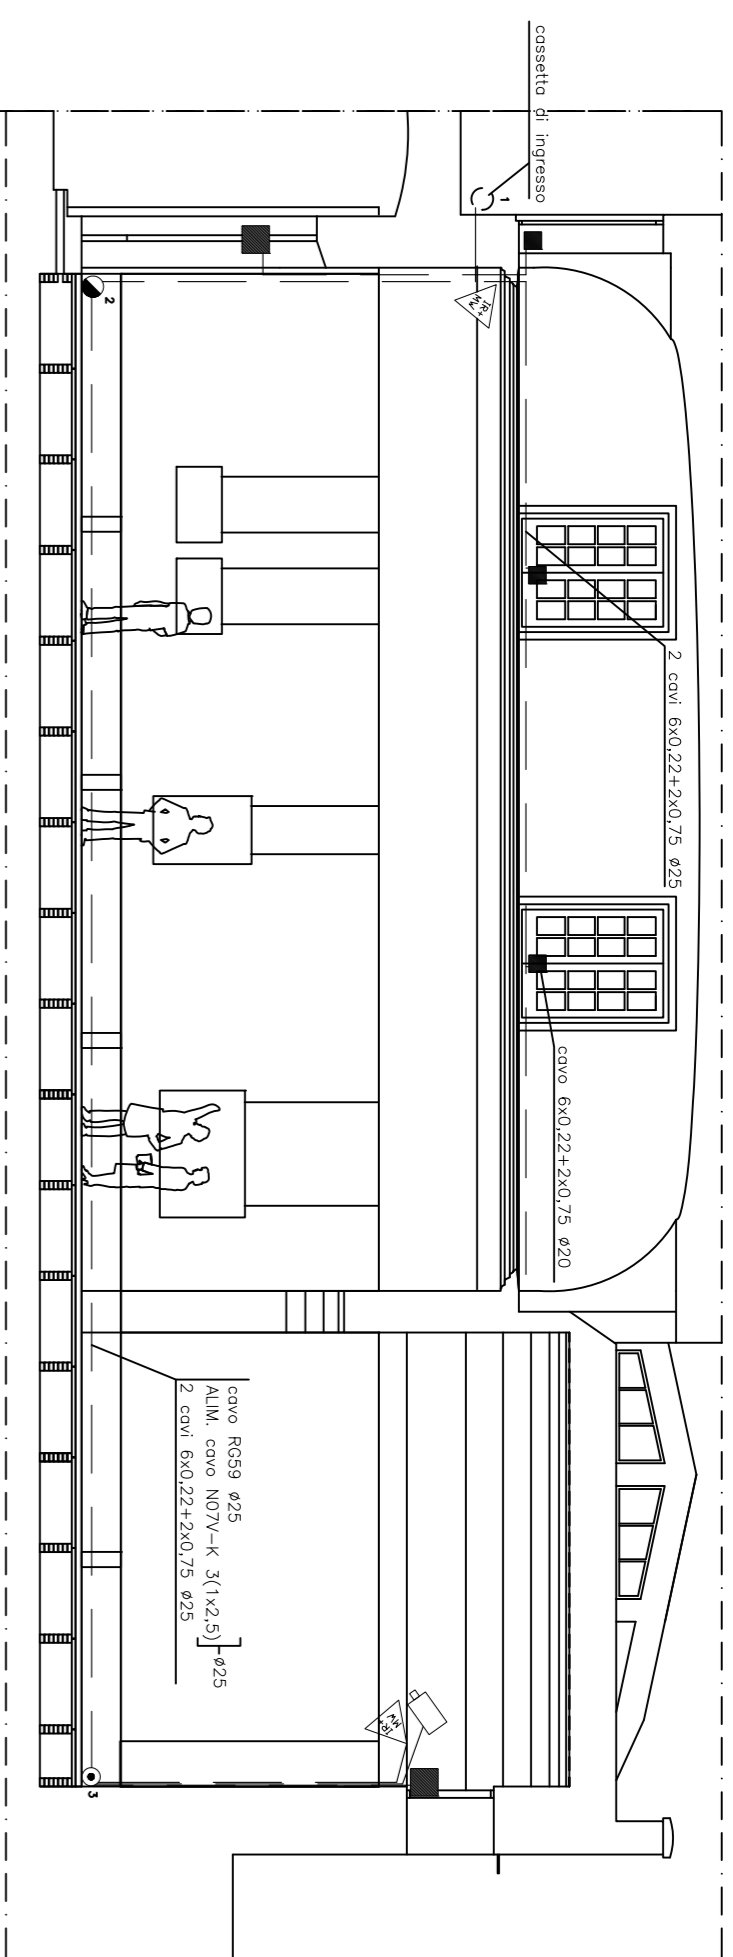 cassetta di ingresso
1
IR+
MW
2
2 cavi 6x0,22+2x0,75 Ø25
cavo 6x0,22+2x0,75 Ø20
cavo RG59 Ø25
ALIM. cavo N07V-K 3(1x2,5)
Ø25
2 cavi 6x0,22+2x0,75 Ø25
IR+
MW
3